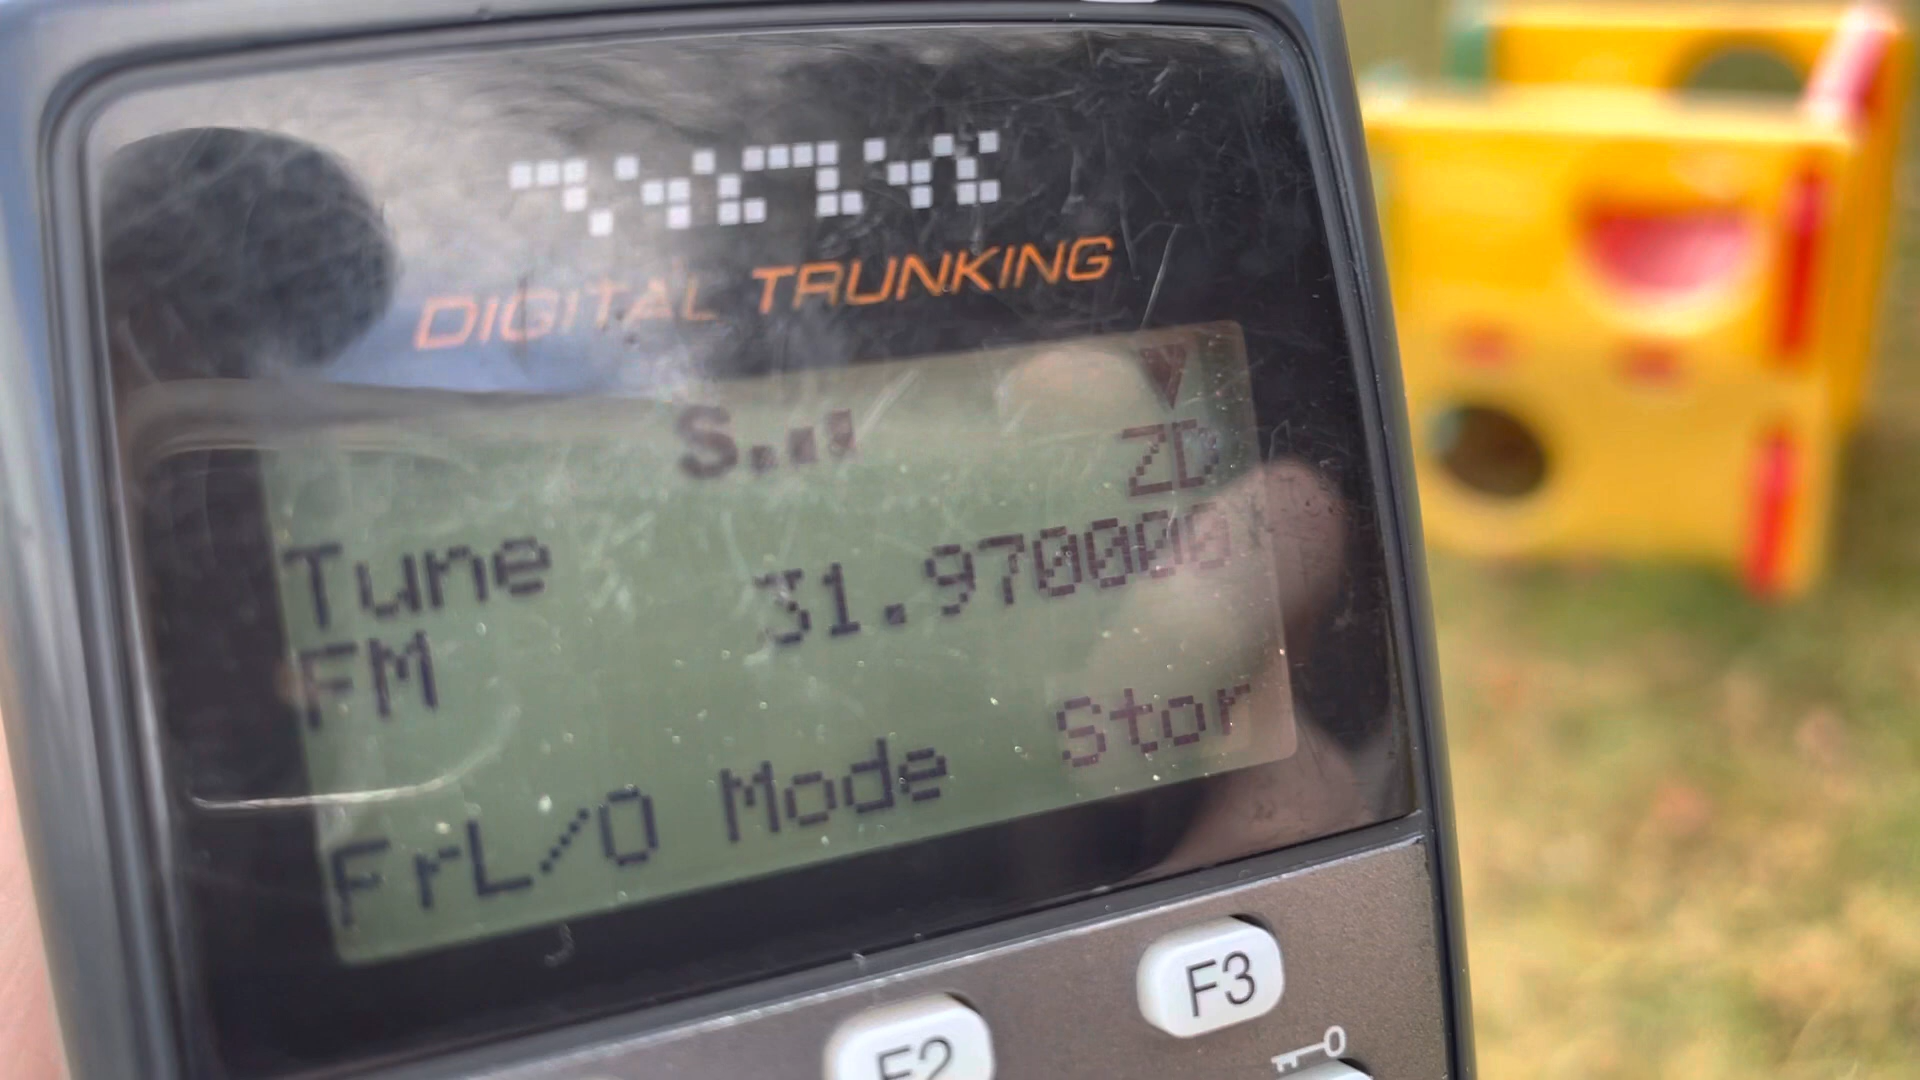 DIGITAL TRUNKING
S
ZD
Tune 31.970000
FM
FrL/O Mode Stor
F2 F3